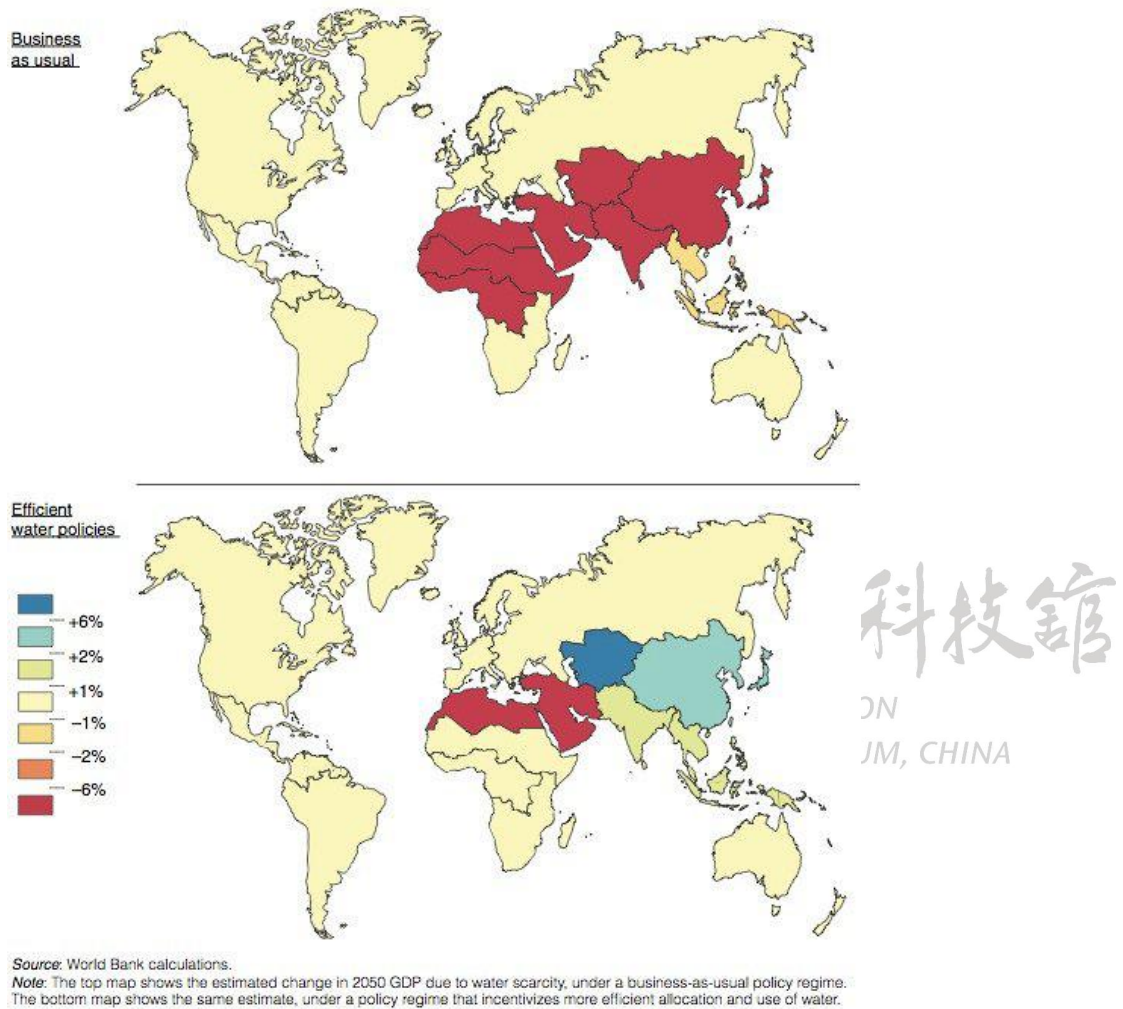 Business
as usual
Efficient
water policies
+6%
+2%
+1%
−1%
−2%
−6%
科技館
ON
UM, CHINA
Source: World Bank calculations.
Note: The top map shows the estimated change in 2050 GDP due to water scarcity, under a business-as-usual policy regime.
The bottom map shows the same estimate, under a policy regime that incentivizes more efficient allocation and use of water.